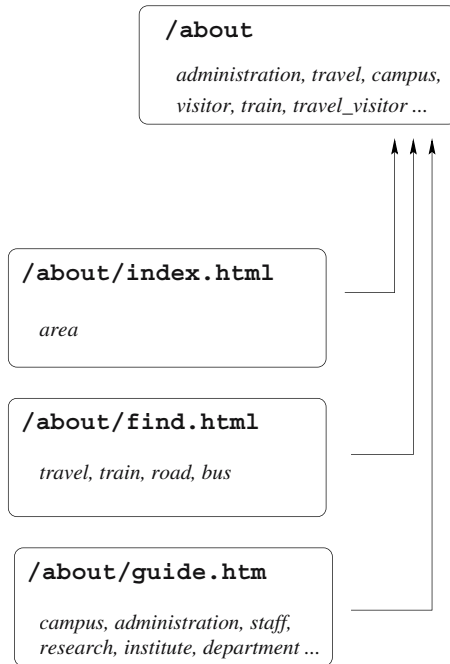 /about
administration, travel, campus,
visitor, train, travel_visitor ...
/about/index.html
area
/about/find.html
travel, train, road, bus
/about/guide.htm
campus, administration, staff,
research, institute, department ...